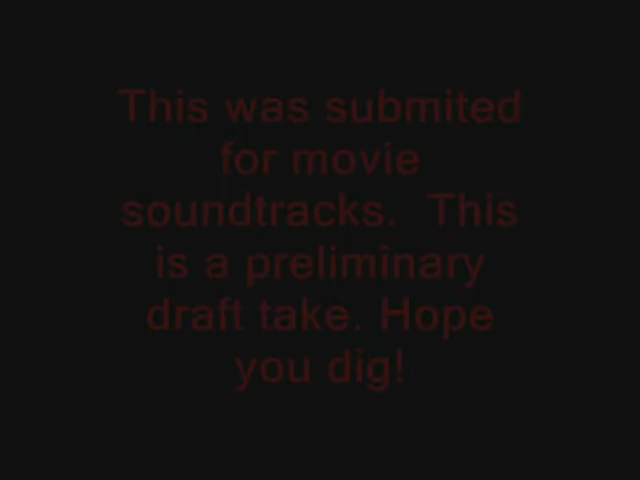 This was submited
for movie
soundtracks.  This
is a preliminary
draft take. Hope
you dig!